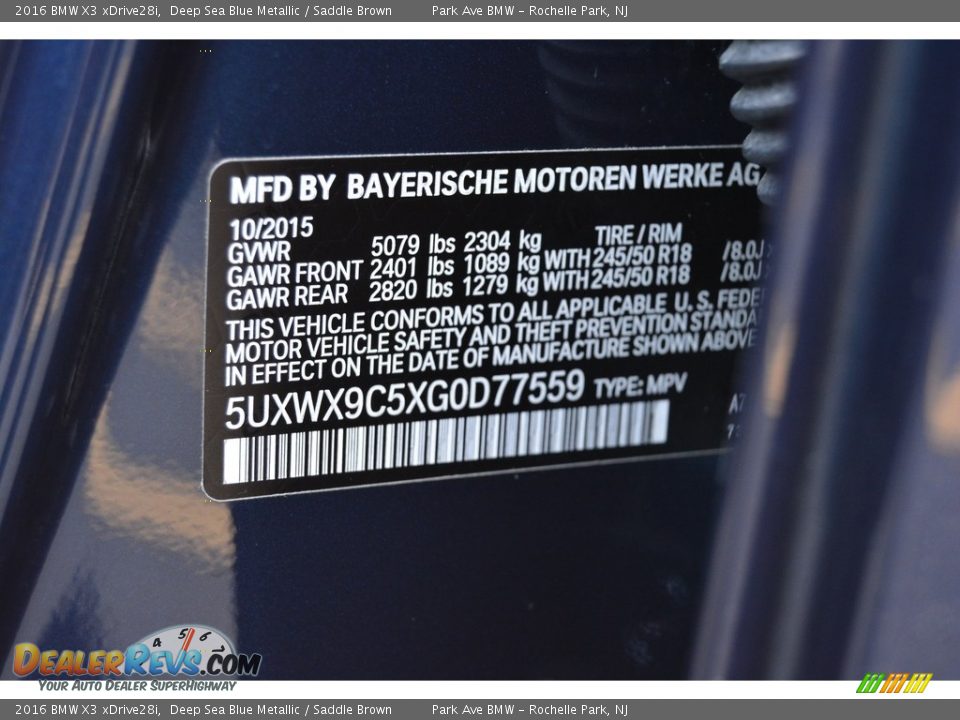 2016 BMW X3 xDrive28i, Deep Sea Blue Metallic / Saddle Brown Park Ave BMW - Rochelle Park, NJ
MFD BY BAYERISCHE MOTOREN WERKE AG
10/2015
GVWR 5079 lbs 2304 kg TIRE / RIM
GAWR FRONT 2401 lbs 1089 kg WITH 245/50 R18 /8.0J
GAWR REAR 2820 lbs 1279 kg WITH 245/50 R18 /8.0J
THIS VEHICLE CONFORMS TO ALL APPLICABLE U. S. FEDE
MOTOR VEHICLE SAFETY AND THEFT PREVENTION STANDA
IN EFFECT ON THE DATE OF MANUFACTURE SHOWN ABOVE
5UXWX9C5XG0D77559 TYPE: MPV
4 5 6
DEALERREVS.COM
YOUR AUTO DEALER SUPERHIGHWAY
2016 BMW X3 xDrive28i, Deep Sea Blue Metallic / Saddle Brown Park Ave BMW - Rochelle Park, NJ